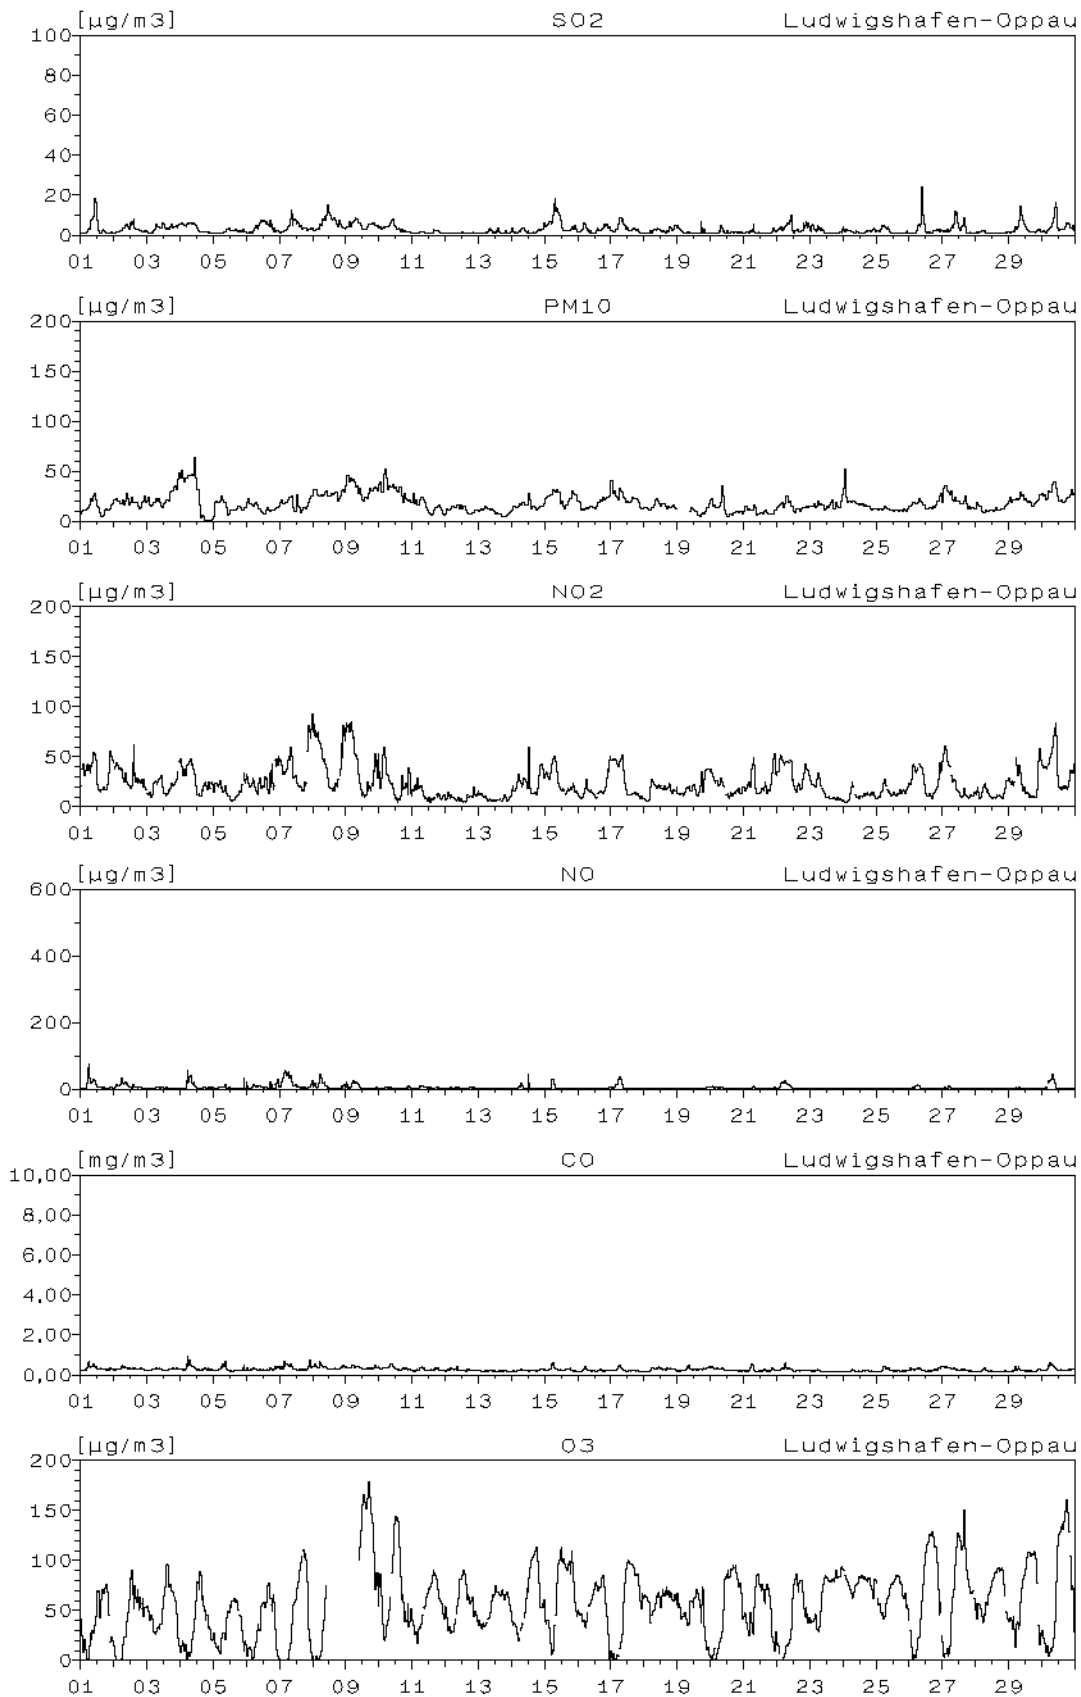 [µg/m3] SO2 Ludwigshafen-Oppau
100
80
60
40
20
0
01 03 05 07 09 11 13 15 17 19 21 23 25 27 29
[µg/m3] PM10 Ludwigshafen-Oppau
200
150
100
50
0
01 03 05 07 09 11 13 15 17 19 21 23 25 27 29
[µg/m3] NO2 Ludwigshafen-Oppau
200
150
100
50
0
01 03 05 07 09 11 13 15 17 19 21 23 25 27 29
[µg/m3] NO Ludwigshafen-Oppau
600
400
200
0
01 03 05 07 09 11 13 15 17 19 21 23 25 27 29
[mg/m3] CO Ludwigshafen-Oppau
10,00
8,00
6,00
4,00
2,00
0,00
01 03 05 07 09 11 13 15 17 19 21 23 25 27 29
[µg/m3] O3 Ludwigshafen-Oppau
200
150
100
50
0
01 03 05 07 09 11 13 15 17 19 21 23 25 27 29